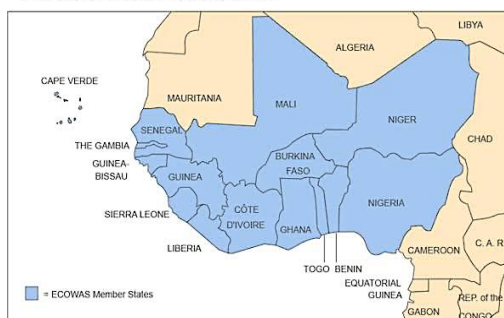 LIBYA
ALGERIA
CAPE VERDE
MAURITANIA
MALI
NIGER
SENEGAL
CHAD
THE GAMBIA
GUINEA-
BISSAU
BURKINA
FASO
GUINEA
NIGERIA
SIERRA LEONE
CÔTE
D'IVOIRE
GHANA
LIBERIA
CAMEROON
C. A. R.
TOGO
BENIN
EQUATORIAL
GUINEA
= ECOWAS Member States
REP. of the
CONGO
GABON